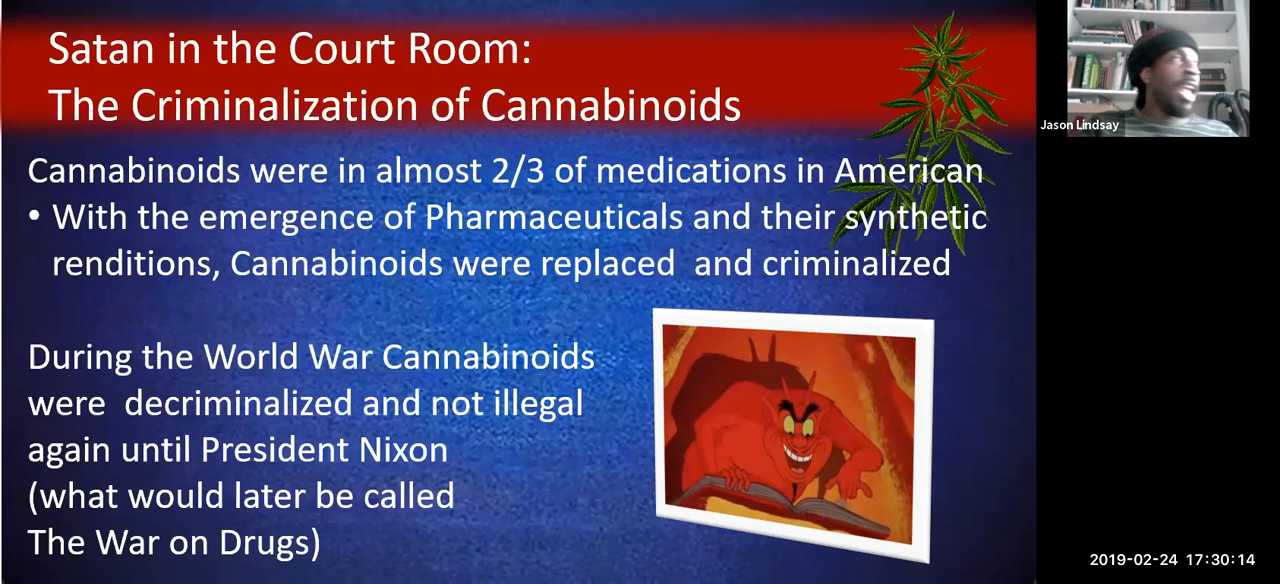 Satan in the Court Room:
The Criminalization of Cannabinoids
Cannabinoids were in almost 2/3 of medications in American
• With the emergence of Pharmaceuticals and their synthetic
renditions, Cannabinoids were replaced  and criminalized
During the World War Cannabinoids
were  decriminalized and not illegal
again until President Nixon
(what would later be called
The War on Drugs)
Jason Lindsay
2019-02-24 17:30:14